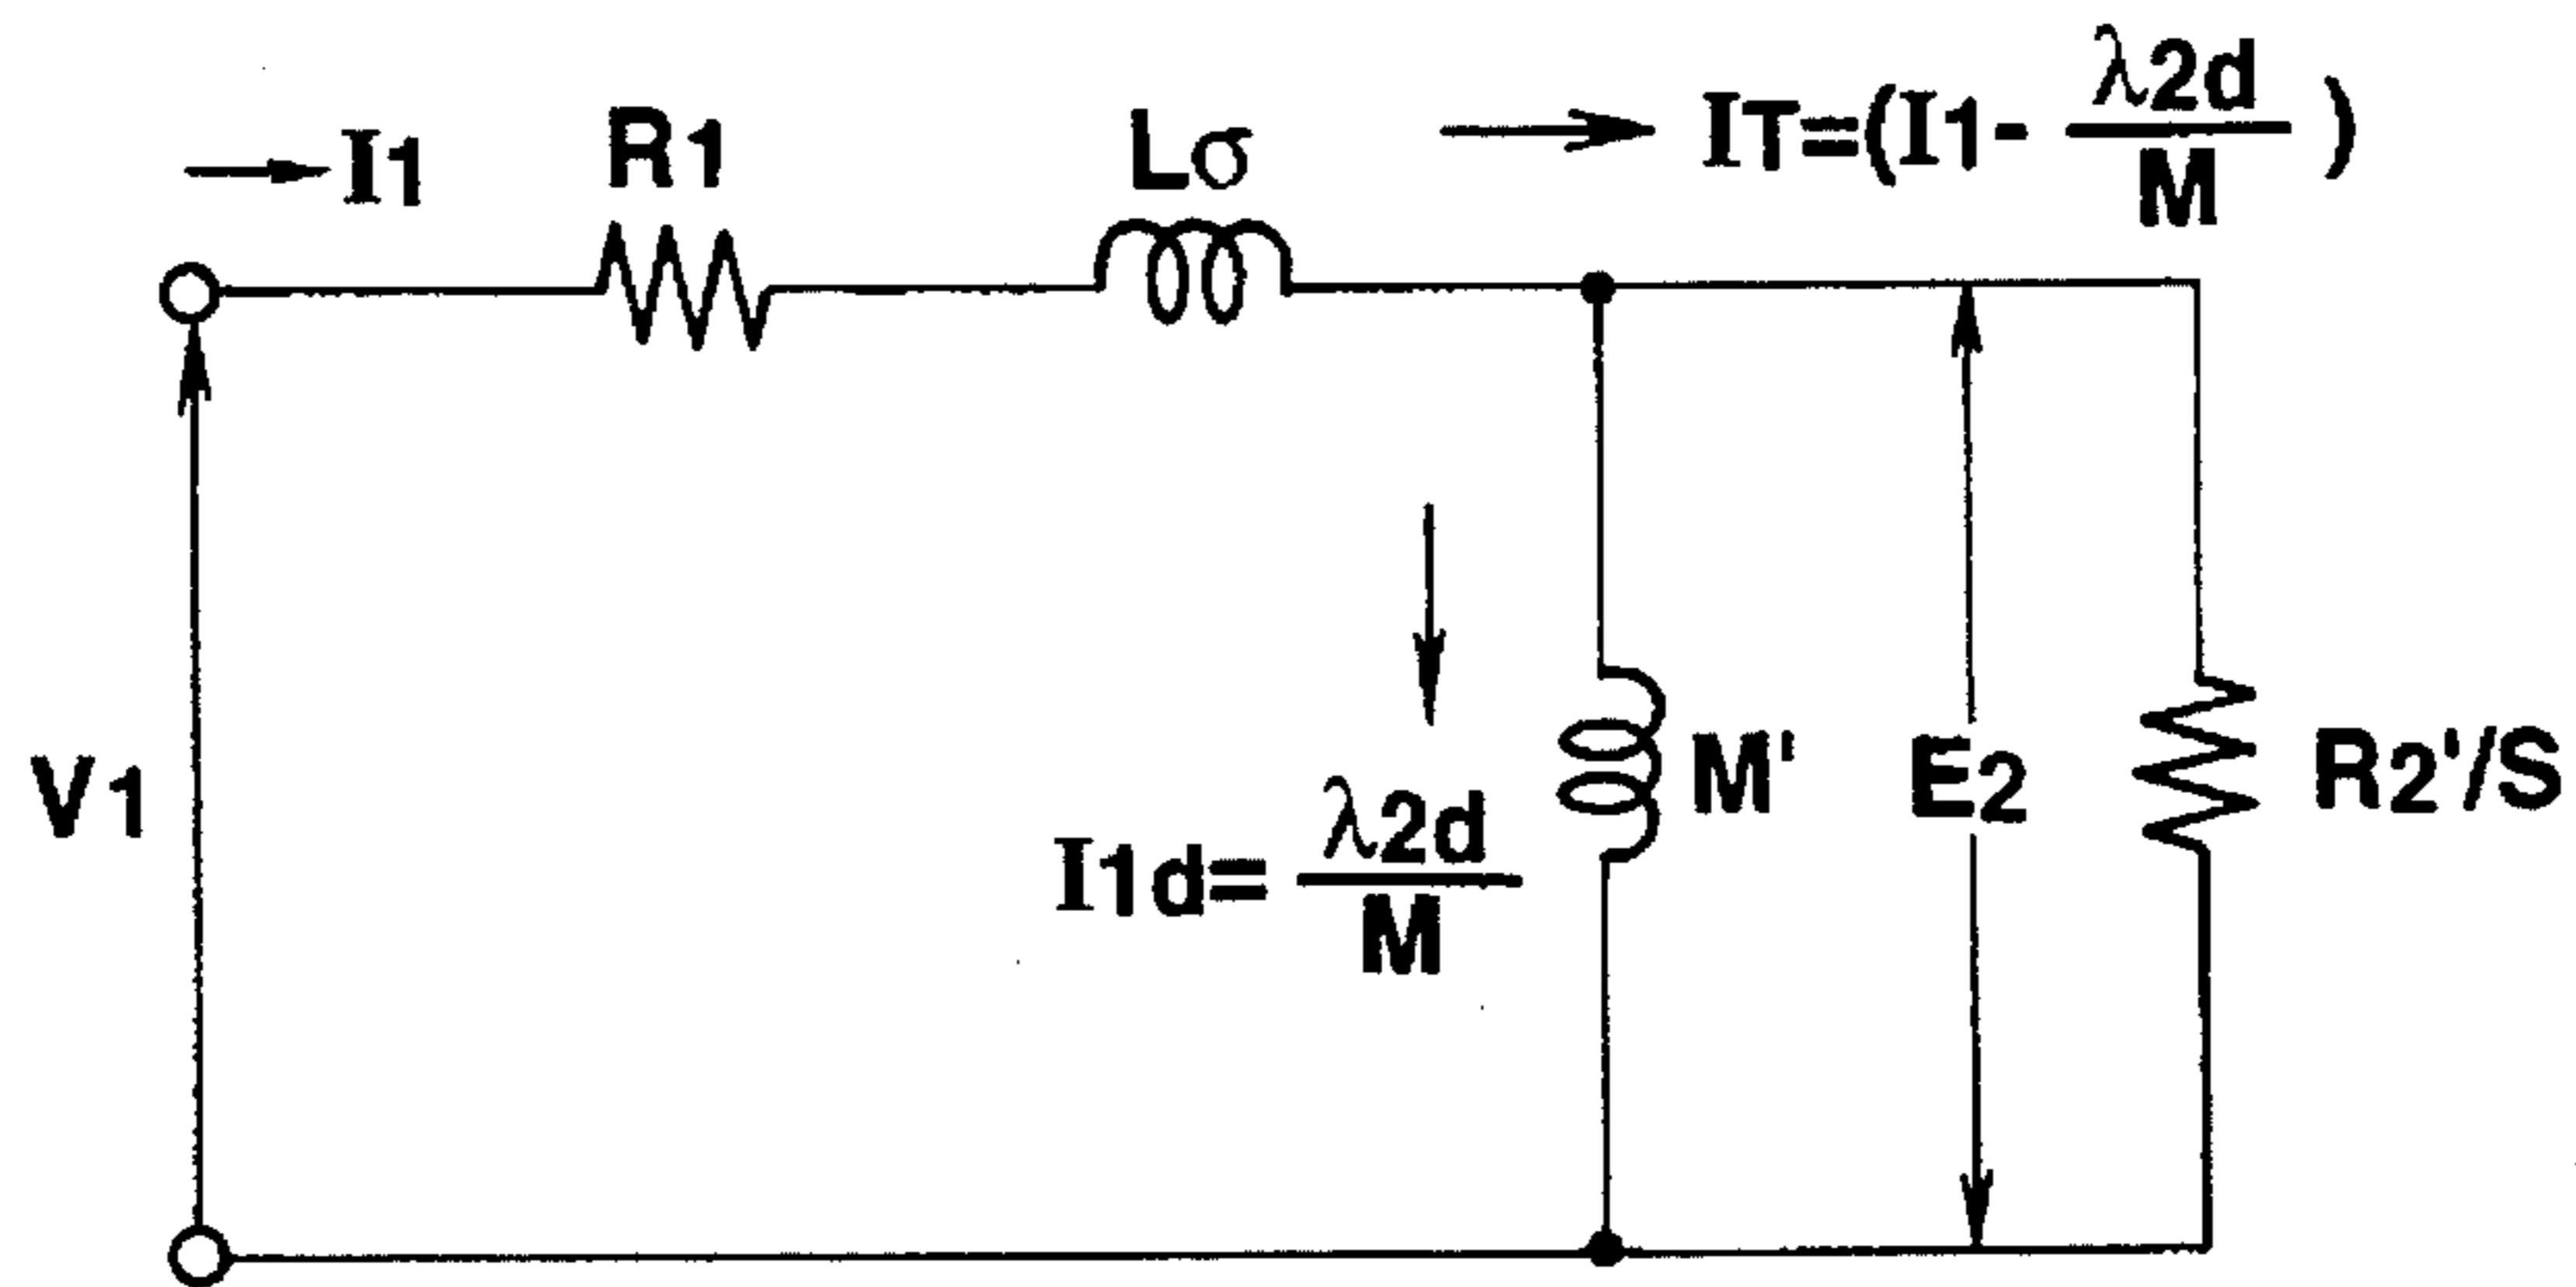 I1
R1
Lσ
IT=(I1- λ2d/M )
V1
I1d= λ2d/M
M'
E2
R2'/S